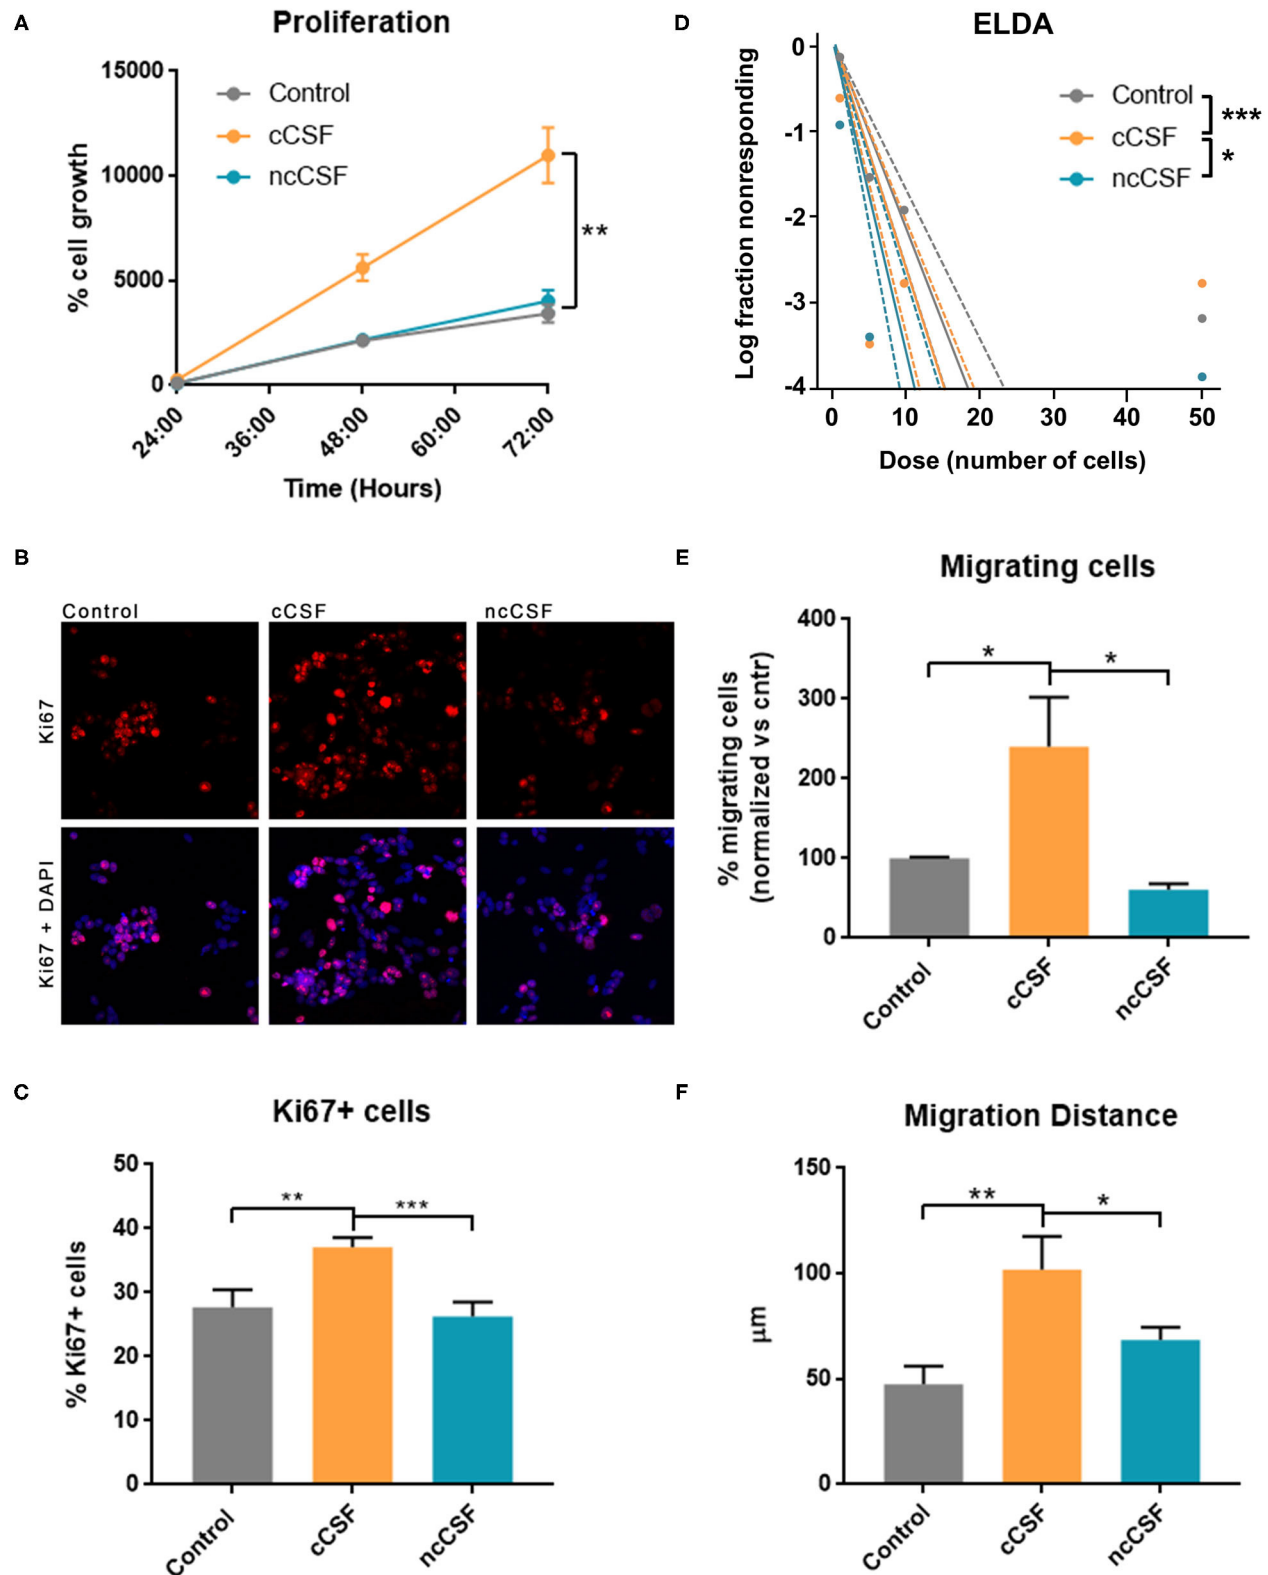 A
Proliferation
15000
10000
5000
0
% cell growth
Control
cCSF
ncCSF
**
24:00
36:00
48:00
60:00
72:00
Time (Hours)
B
Control
cCSF
ncCSF
Ki67
Ki67 + DAPI
C
Ki67+ cells
50
40
30
20
10
0
% Ki67+ cells
**
***
Control
cCSF
ncCSF
D
ELDA
0
-1
-2
-3
-4
Log fraction nonresponding
Control
cCSF
ncCSF
***
*
0
10
20
30
40
50
Dose (number of cells)
E
Migrating cells
400
300
200
100
0
% migrating cells
(normalized vs cntr)
*
*
Control
cCSF
ncCSF
F
Migration Distance
150
100
50
0
μm
**
*
Control
cCSF
ncCSF